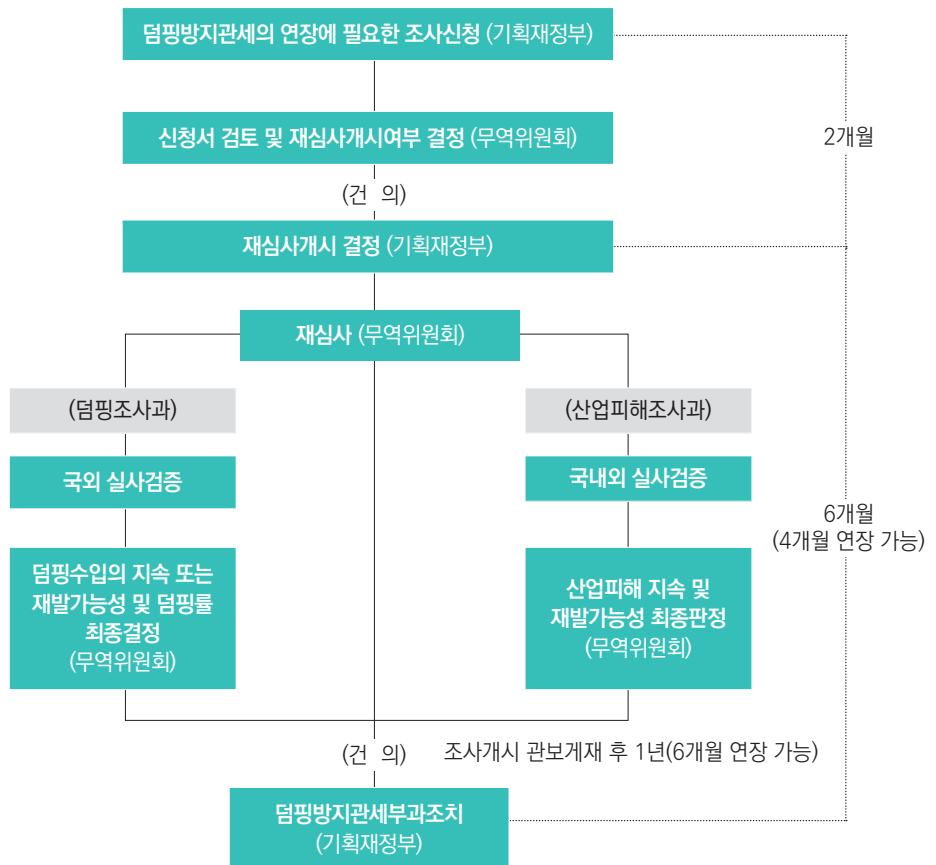 덤핑방지관세의 연장에 필요한 조사신청 (기획재정부)
2개월
신청서 검토 및 재심사개시여부 결정 (무역위원회)
(건 의)
재심사개시 결정 (기획재정부)
재심사 (무역위원회)
(덤핑조사과)
국외 실사검증
덤핑수입의 지속 또는
재발가능성 및 덤핑률
최종결정
(무역위원회)
(산업피해조사과)
국내외 실사검증
산업피해 지속 및
재발가능성 최종판정
(무역위원회)
6개월
(4개월 연장 가능)
(건 의)
조사개시 관보게재 후 1년(6개월 연장 가능)
덤핑방지관세부과조치
(기획재정부)